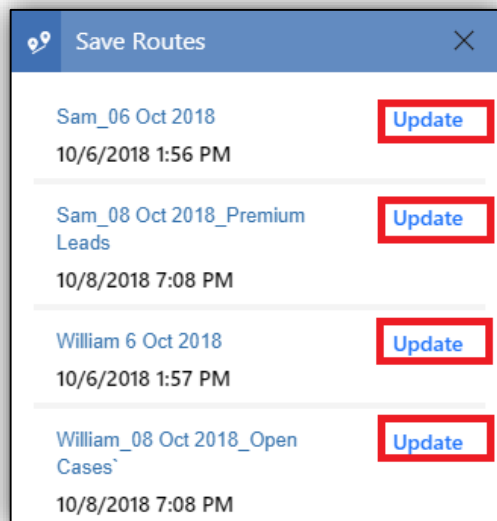 Save Routes
Sam_06 Oct 2018 Update
10/6/2018 1:56 PM
Sam_08 Oct 2018_Premium Update
Leads
10/8/2018 7:08 PM
William 6 Oct 2018 Update
10/6/2018 1:57 PM
William_08 Oct 2018_Open Update
Cases`
10/8/2018 7:08 PM